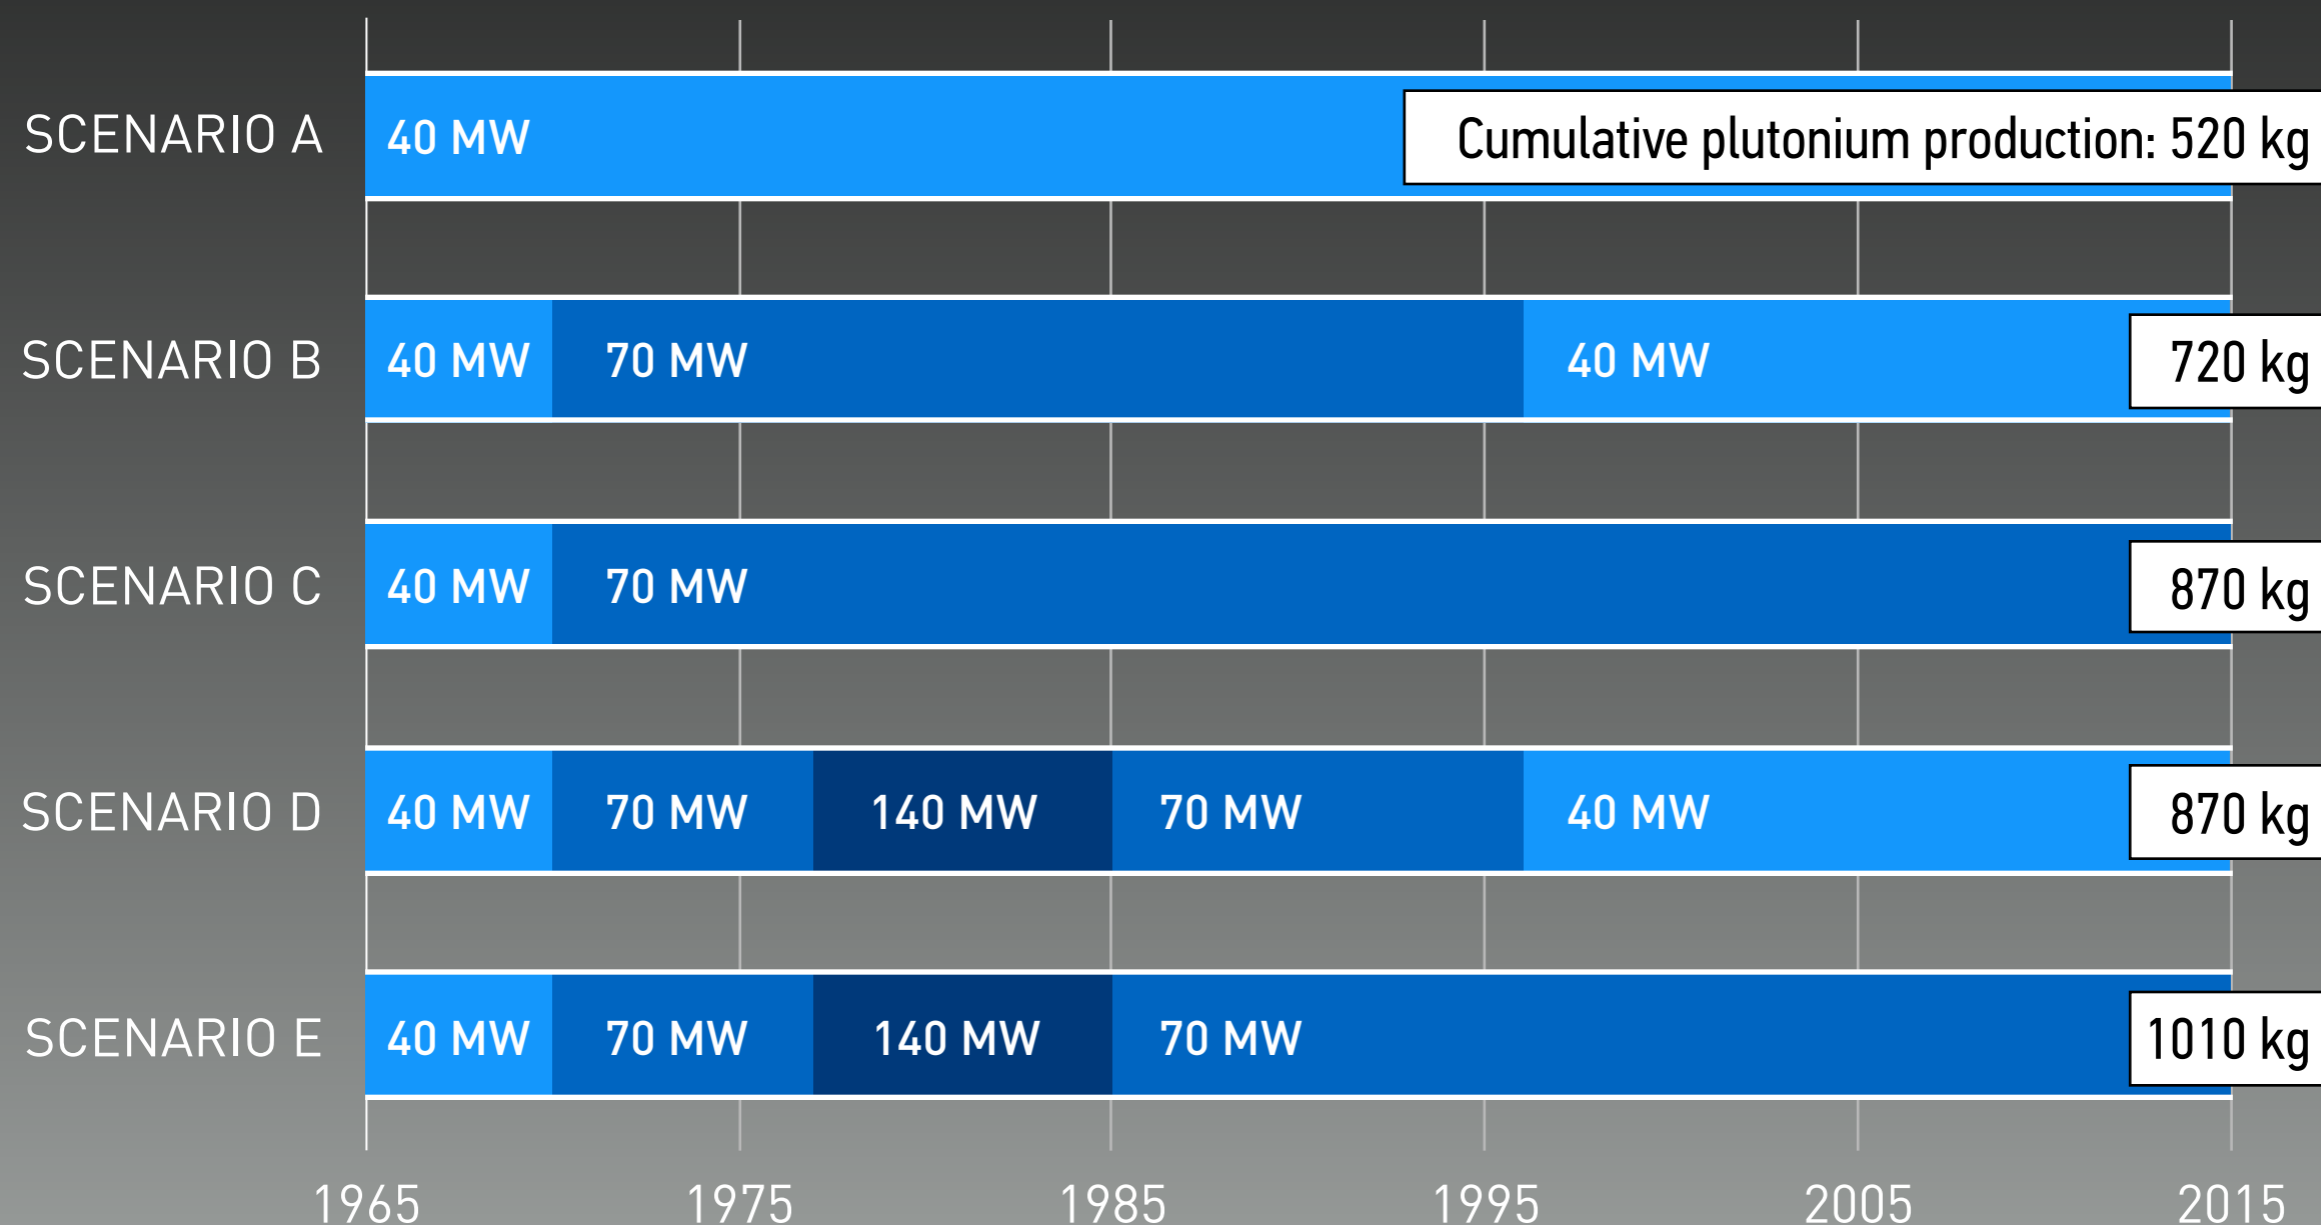 SCENARIO A 40 MW Cumulative plutonium production: 520 kg
SCENARIO B 40 MW 70 MW 40 MW 720 kg
SCENARIO C 40 MW 70 MW 870 kg
SCENARIO D 40 MW 70 MW 140 MW 70 MW 40 MW 870 kg
SCENARIO E 40 MW 70 MW 140 MW 70 MW 1010 kg
1965 1975 1985 1995 2005 2015